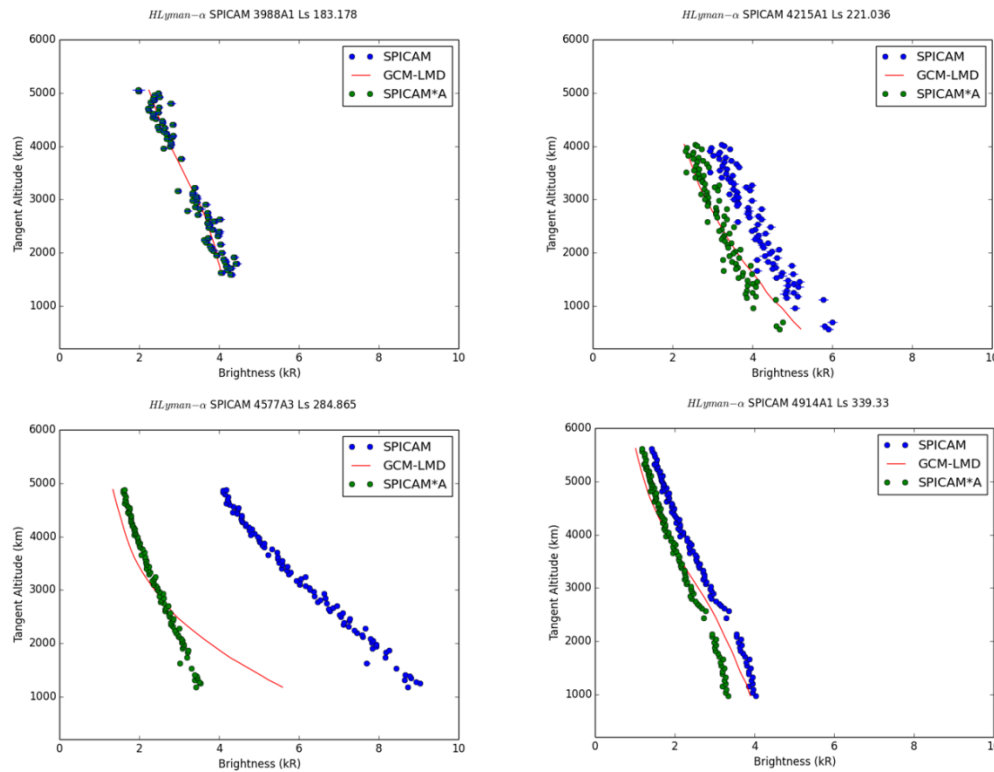 HLyman−α SPICAM 3988A1 Ls 183.178
6000
5000
4000
3000
2000
1000
Tangent Altitude (km)
SPICAM
GCM-LMD
SPICAM*A
0 2 4 6 8 10
Brightness (kR)
HLyman−α SPICAM 4215A1 Ls 221.036
6000
5000
4000
3000
2000
1000
Tangent Altitude (km)
SPICAM
GCM-LMD
SPICAM*A
0 2 4 6 8 10
Brightness (kR)
HLyman−α SPICAM 4577A3 Ls 284.865
6000
5000
4000
3000
2000
1000
Tangent Altitude (km)
SPICAM
GCM-LMD
SPICAM*A
0 2 4 6 8 10
Brightness (kR)
HLyman−α SPICAM 4914A1 Ls 339.33
6000
5000
4000
3000
2000
1000
Tangent Altitude (km)
SPICAM
GCM-LMD
SPICAM*A
0 2 4 6 8 10
Brightness (kR)